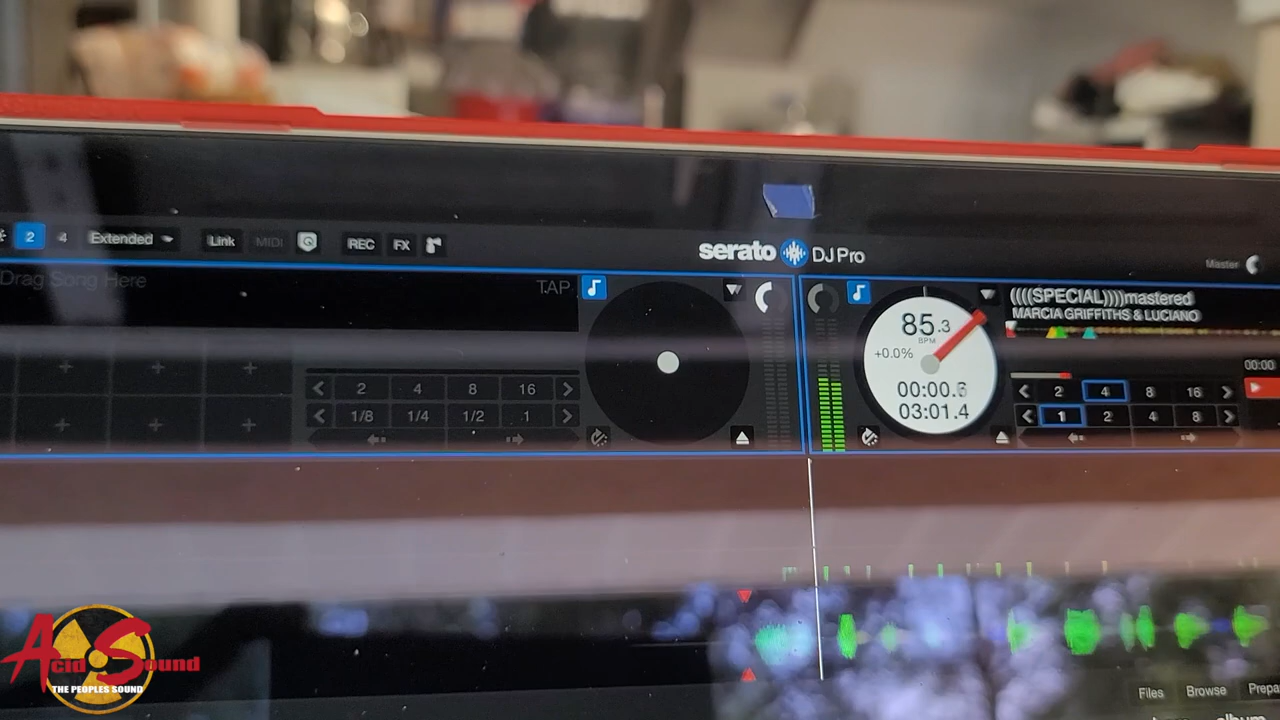 2 4 Extended Link MIDI REC FX
serato DJ Pro
Master
Drag Song Here
TAP
2 4 8 16
1/8 1/4 1/2 1
85.3
BPM
+0.0%
00:00.6
03:01.4
((((SPECIAL))))mastered
MARCIA GRIFFITHS & LUCIANO
00:00
2 4 8 16
1 2 4 8
Files Browse Prepa
album
Acid Sound
THE PEOPLES SOUND